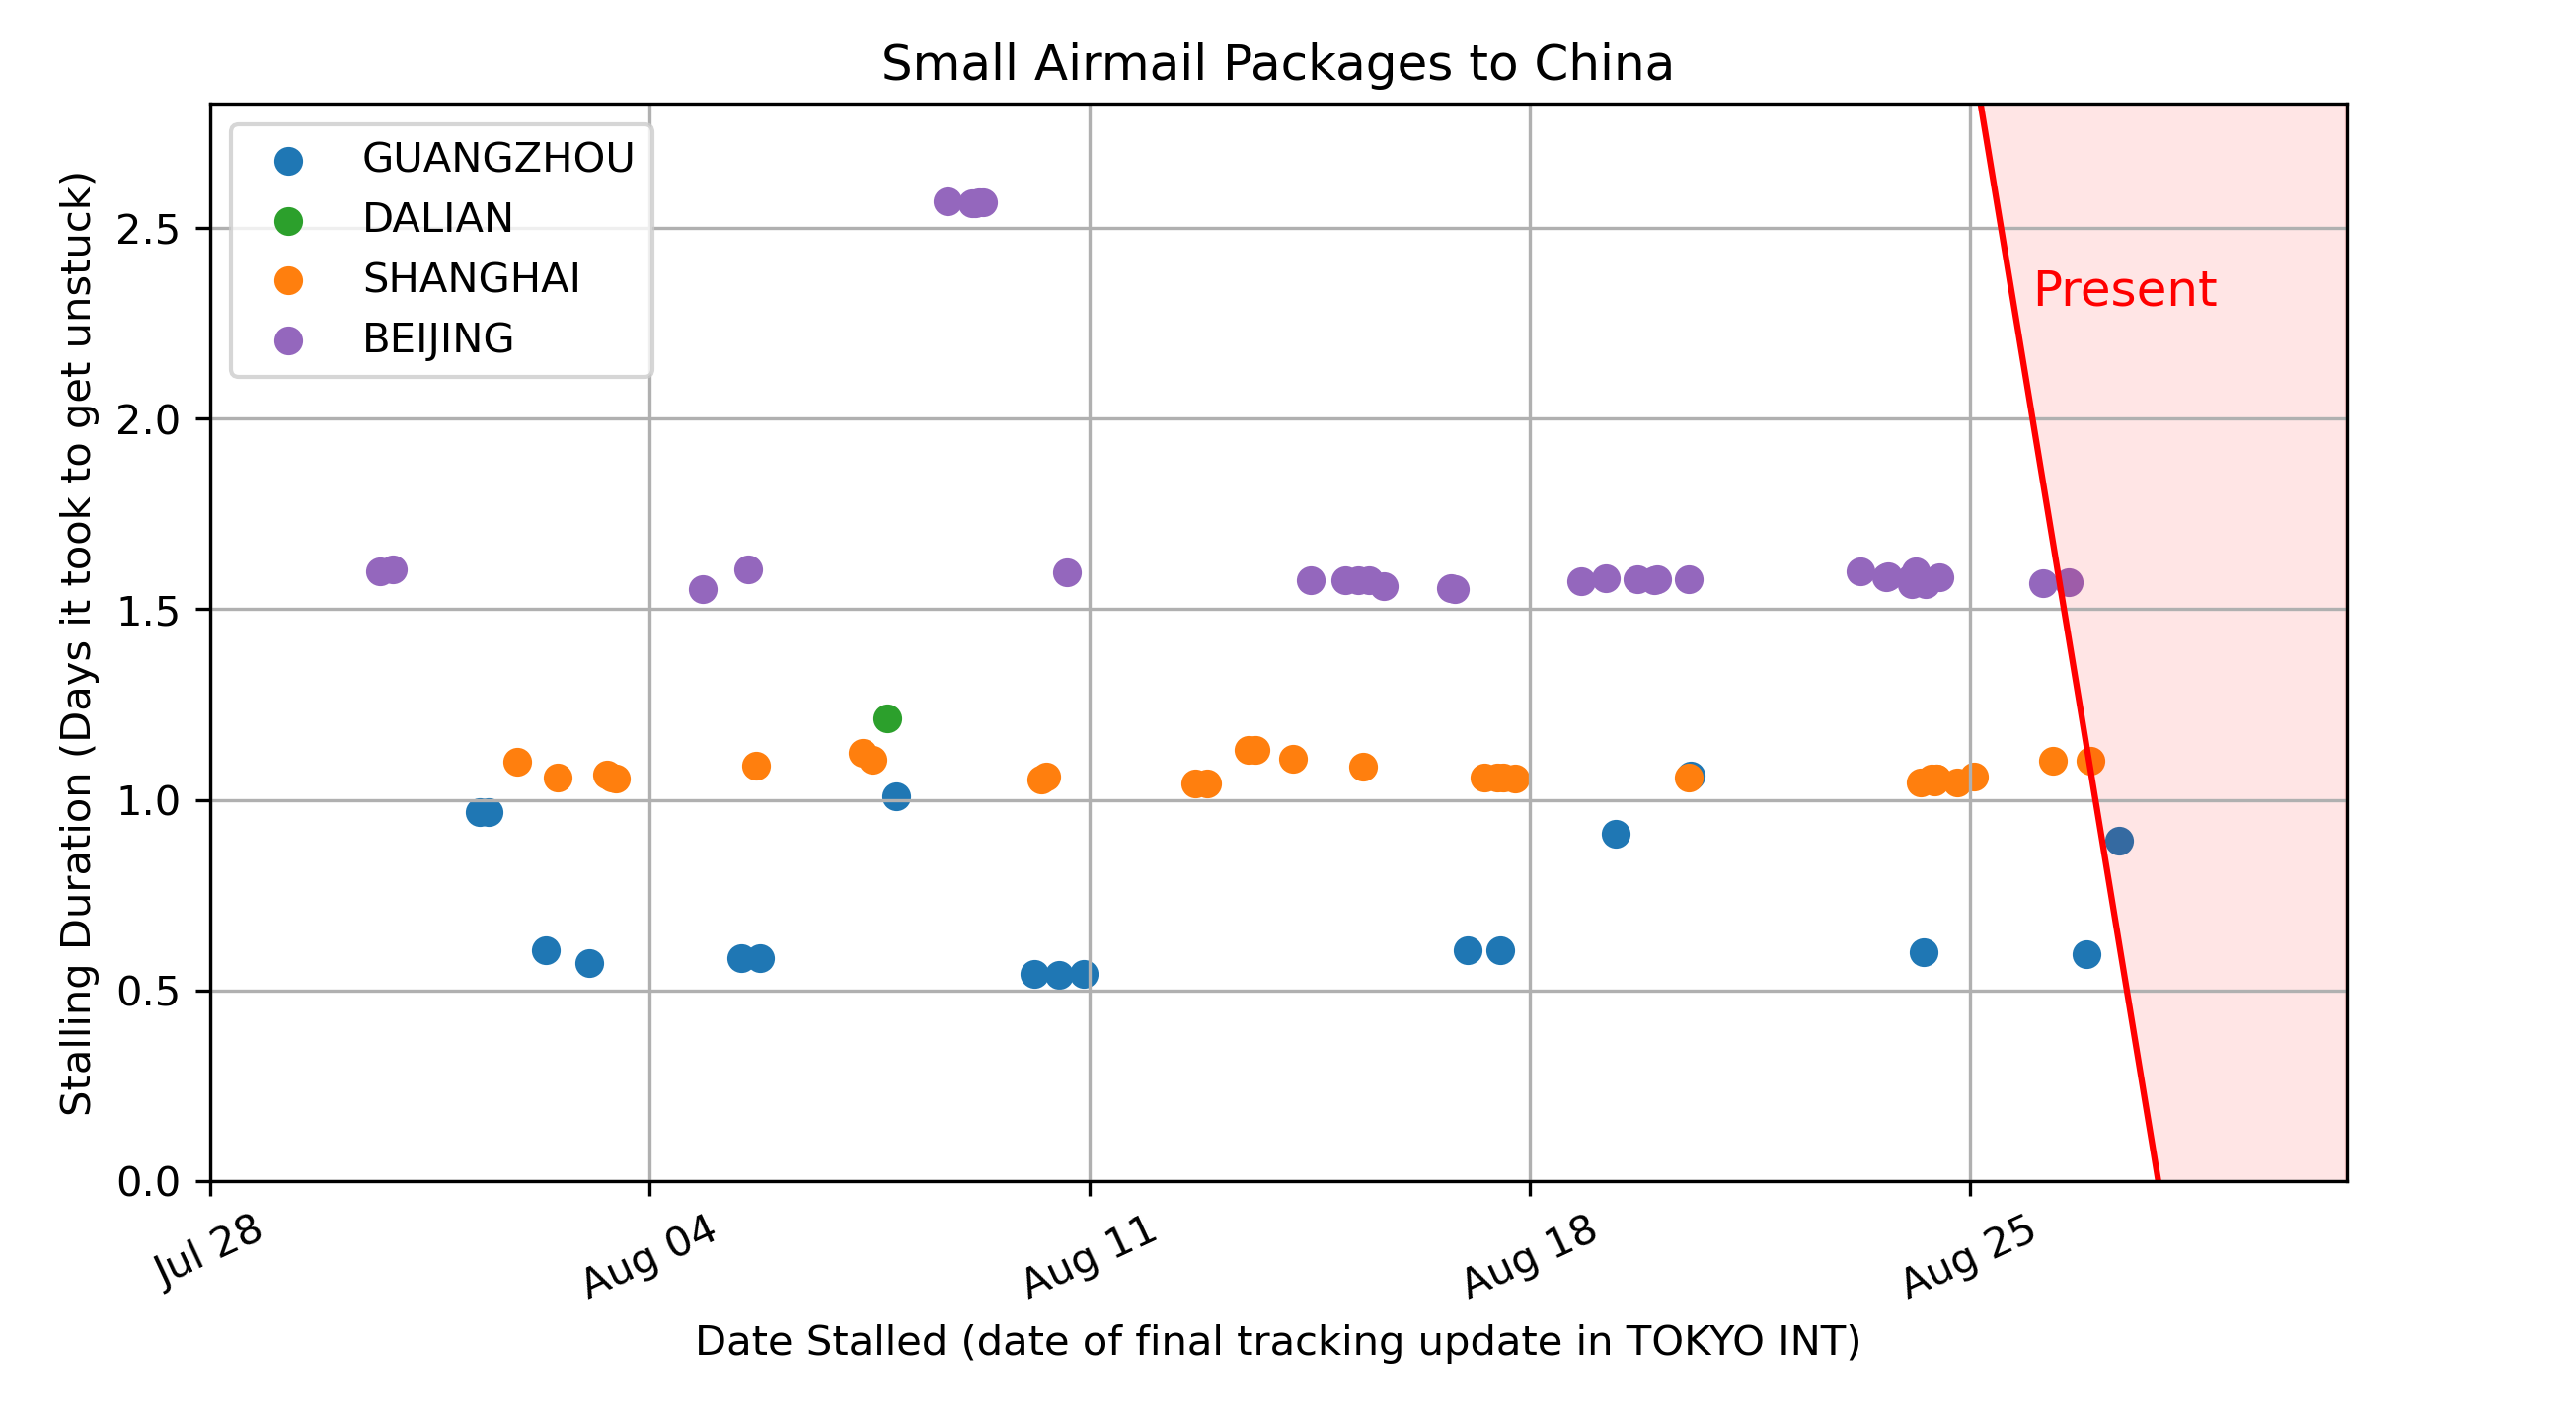 Small Airmail Packages to China
GUANGZHOU
DALIAN
SHANGHAI
BEIJING
Present
Stalling Duration (Days it took to get unstuck)
2.5
2.0
1.5
1.0
0.5
0.0
Jul 28
Aug 04
Aug 11
Aug 18
Aug 25
Date Stalled (date of final tracking update in TOKYO INT)